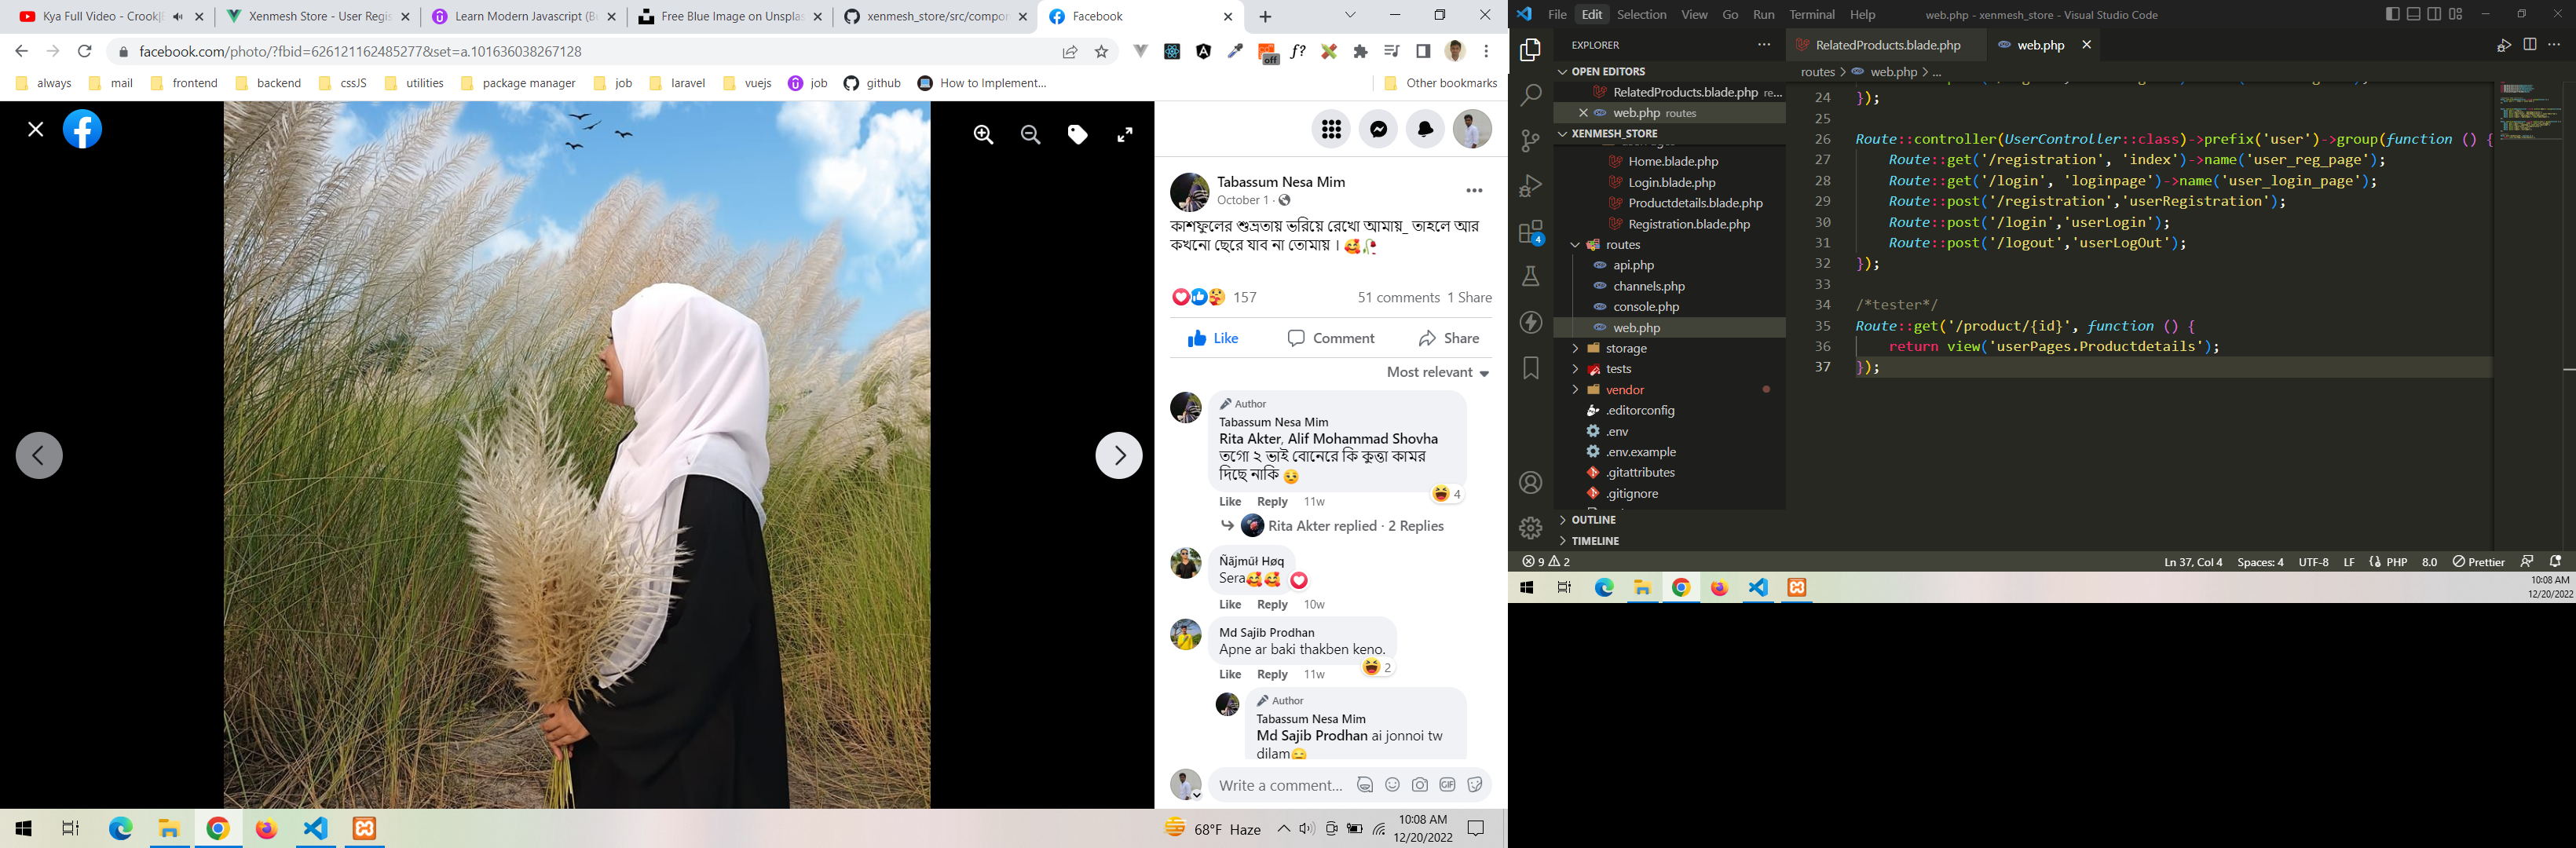 Kya Full Video - Crook|E
Xenmesh Store - User Regis
Learn Modern Javascript (Bu
Free Blue Image on Unsplas
xenmesh_store/src/compor
Facebook
facebook.com/photo/?fbid=626121162485277&set=a.101636038267128
off
f?
always
mail
frontend
backend
cssJS
utilities
package manager
job
laravel
vuejs
job
github
How to Implement...
Other bookmarks
Tabassum Nesa Mim
October 1 ·
কাশফুলের শুভ্রতায় ভরিয়ে রেখো আমায়_ তাহলে আর
কখনো ছেরে যাব না তোমায় । 🥰🥀
157
51 comments 1 Share
Like
Comment
Share
Most relevant
Author
Tabassum Nesa Mim
Rita Akter, Alif Mohammad Shovha
তগো ২ ভাই বোনেরে কি কুত্তা কামর
দিছে নাকি 😒
4
Like Reply 11w
Rita Akter replied · 2 Replies
Ñãjmúł Høq
Sera🥰🥰
Like Reply 10w
Md Sajib Prodhan
Apne ar baki thakben keno.
2
Like Reply 11w
Author
Tabassum Nesa Mim
Md Sajib Prodhan ai jonnoi tw
dilam😑
Write a comment...
GIF
68°F Haze
10:08 AM
12/20/2022
File Edit Selection View Go Run Terminal Help
web.php - xenmesh_store - Visual Studio Code
EXPLORER
OPEN EDITORS
RelatedProducts.blade.php re...
web.php routes
XENMESH_STORE
Home.blade.php
Login.blade.php
Productdetails.blade.php
Registration.blade.php
routes
api.php
channels.php
console.php
web.php
storage
tests
vendor
.editorconfig
.env
.env.example
.gitattributes
.gitignore
OUTLINE
TIMELINE
4
RelatedProducts.blade.php
web.php
routes > web.php > ...
24 });
25
26 Route::controller(UserController::class)->prefix('user')->group(function () {
27 Route::get('/registration', 'index')->name('user_reg_page');
28 Route::get('/login', 'loginpage')->name('user_login_page');
29 Route::post('/registration','userRegistration');
30 Route::post('/login','userLogin');
31 Route::post('/logout','userLogOut');
32 });
33
34 /*tester*/
35 Route::get('/product/{id}', function () {
36 return view('userPages.Productdetails');
37 });
9 2
Ln 37, Col 4 Spaces: 4 UTF-8 LF PHP 8.0 Prettier
10:08 AM
12/20/2022